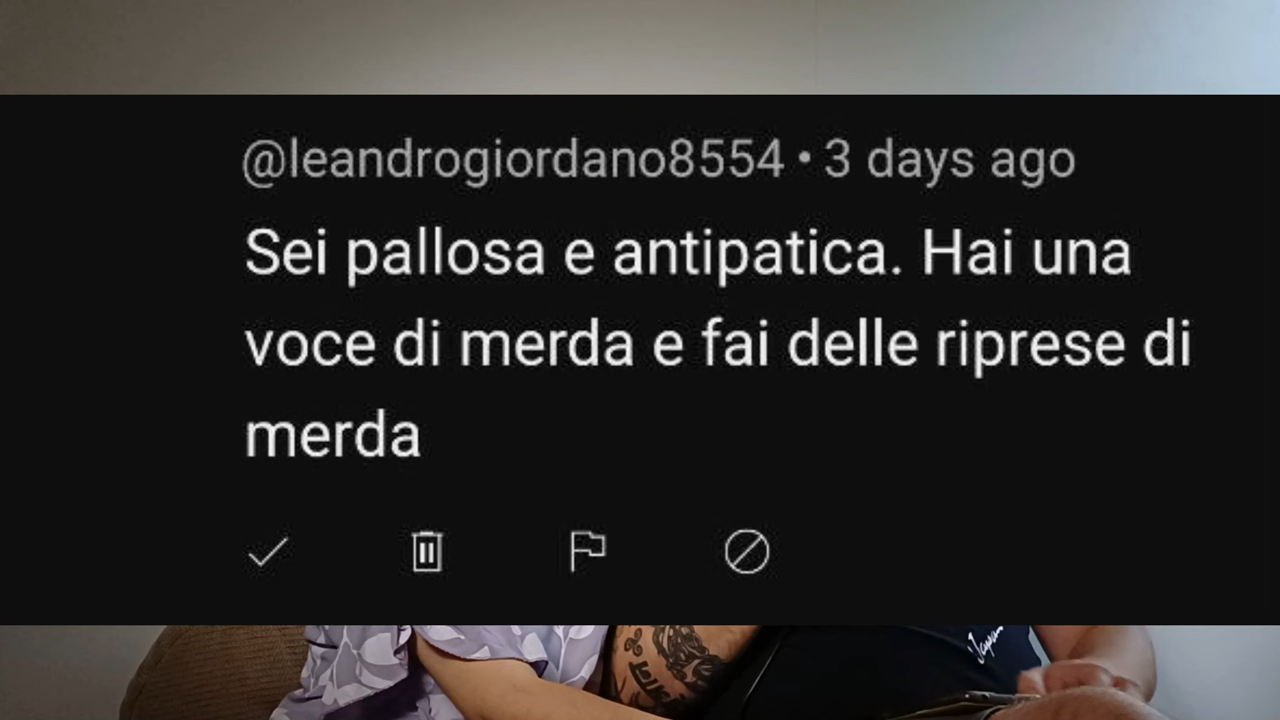 @leandrogiordano8554 • 3 days ago
Sei pallosa e antipatica. Hai una
voce di merda e fai delle riprese di
merda